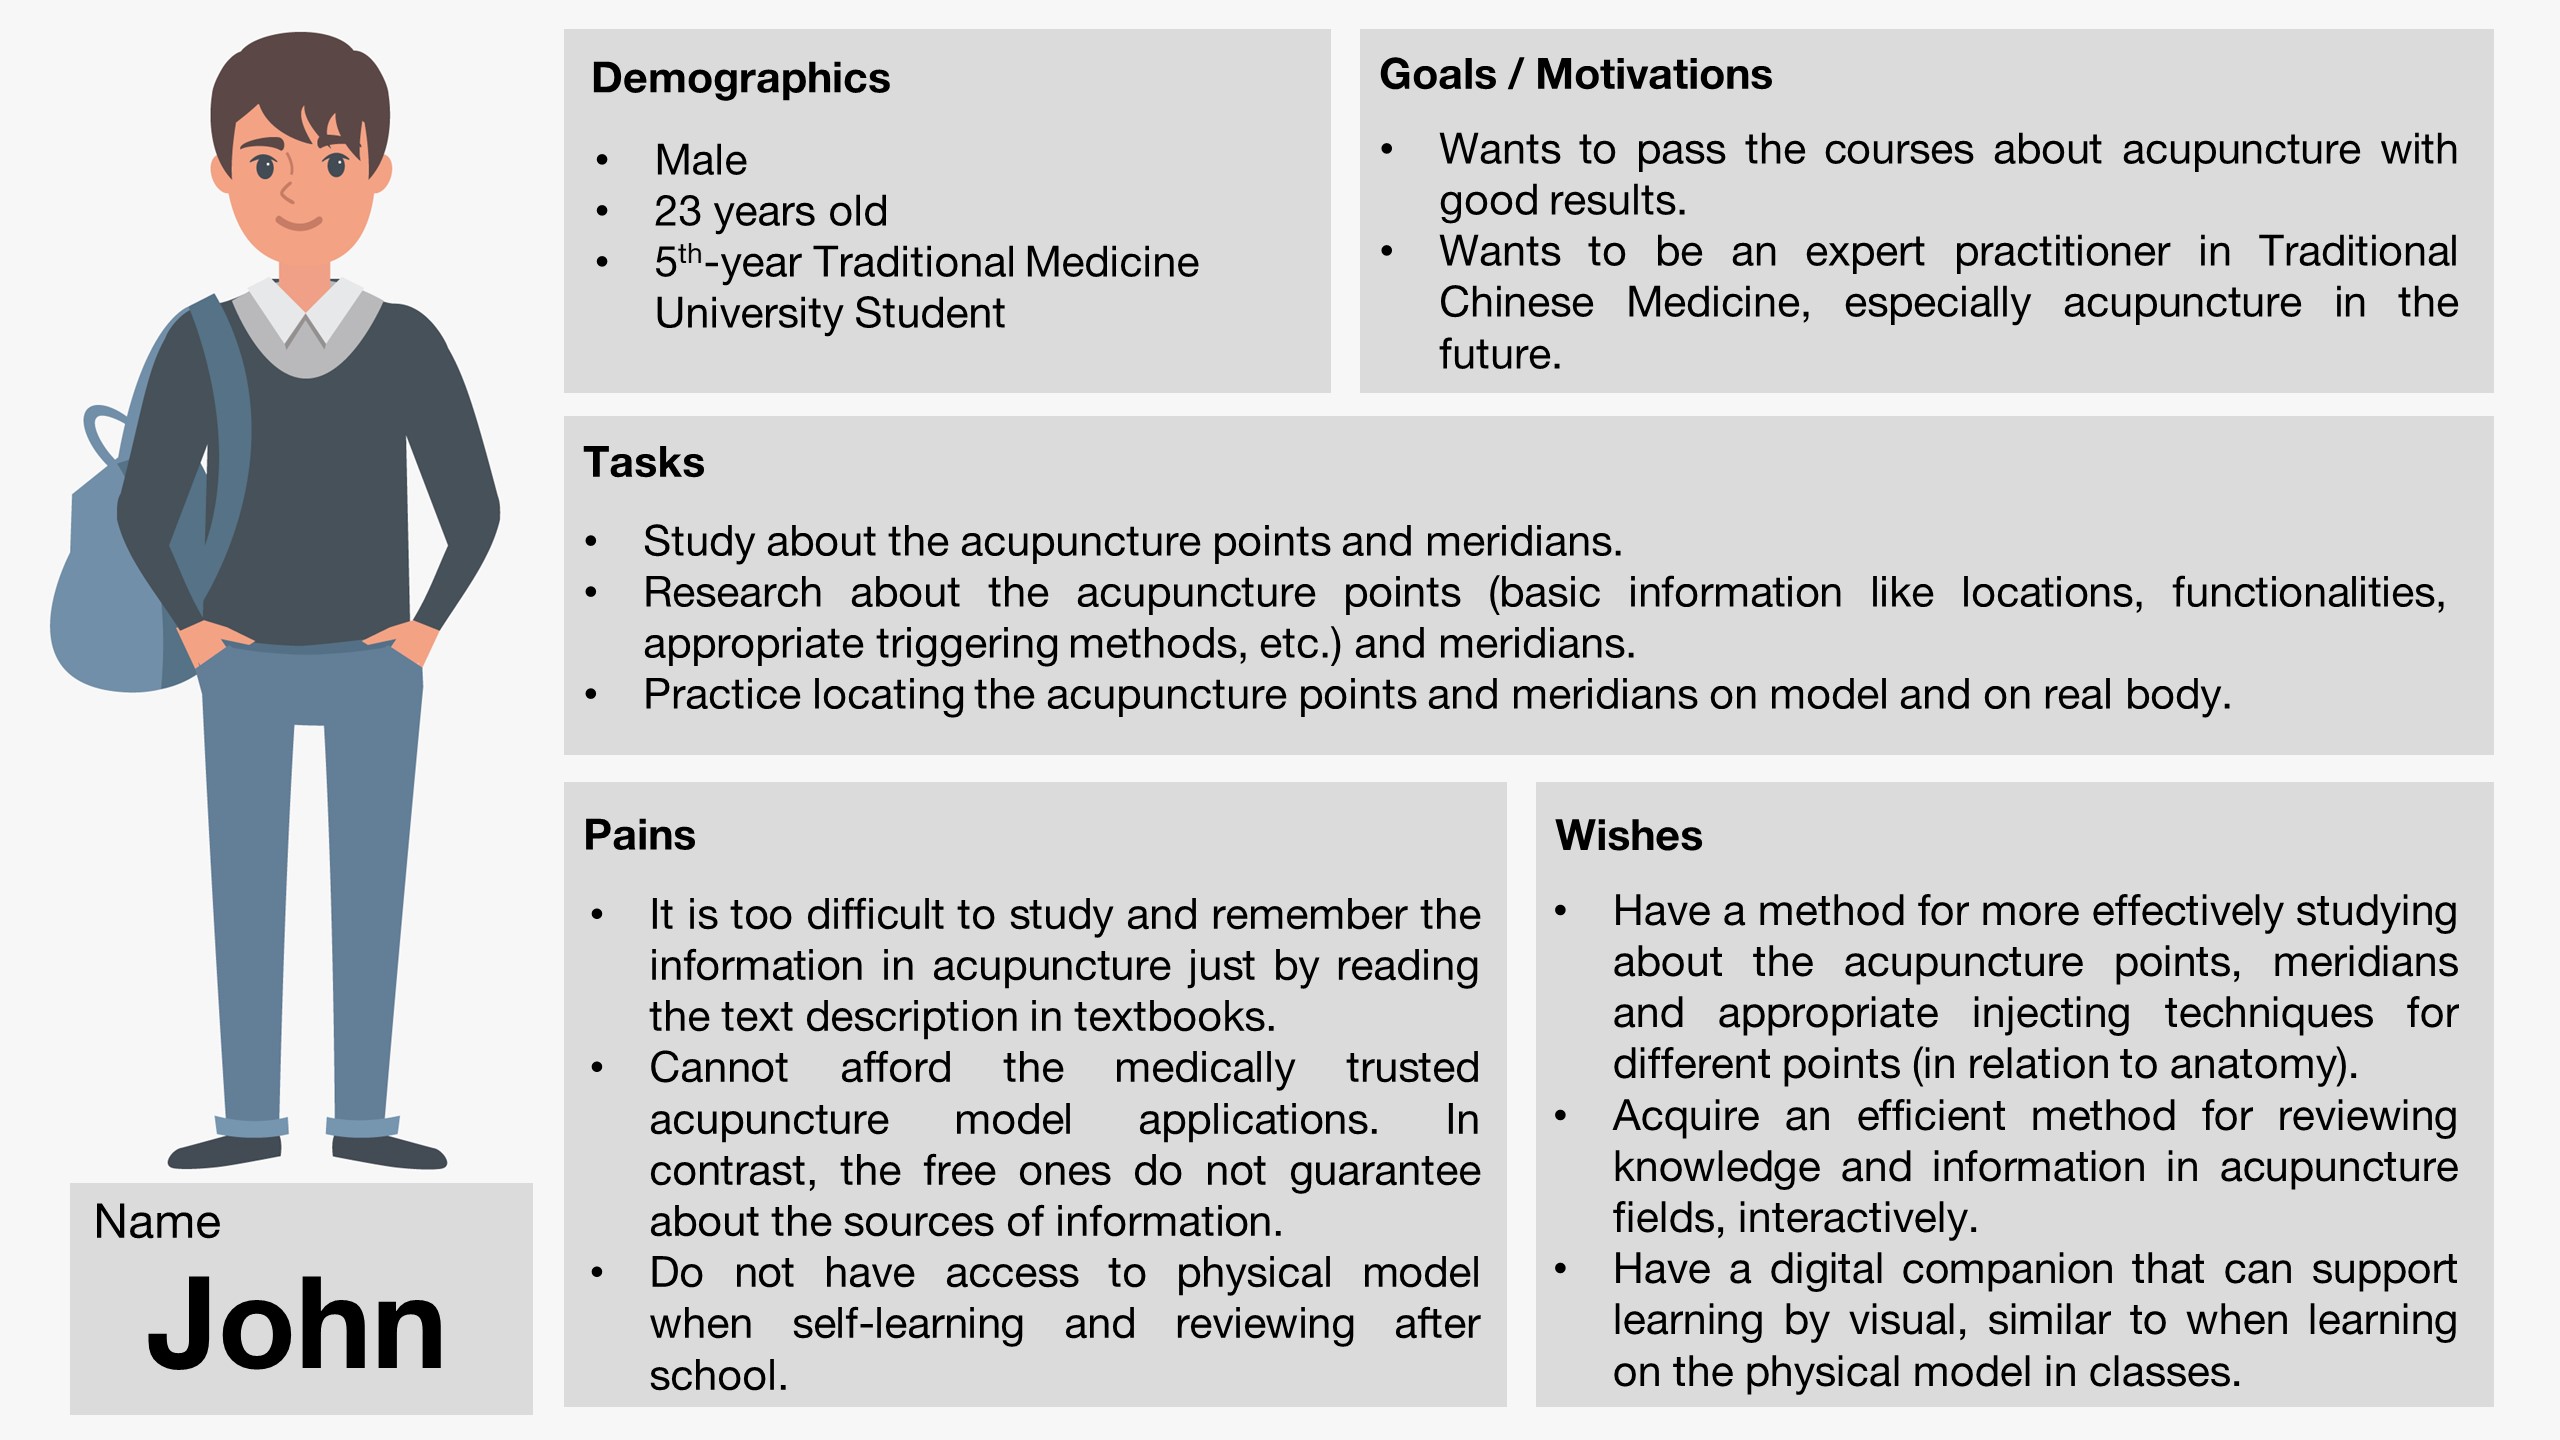 Demographics
• Male
• 23 years old
• 5th-year Traditional Medicine
University Student
Goals / Motivations
• Wants to pass the courses about acupuncture with
good results.
• Wants to be an expert practitioner in Traditional
Chinese Medicine, especially acupuncture in the
future.
Tasks
• Study about the acupuncture points and meridians.
• Research about the acupuncture points (basic information like locations, functionalities,
appropriate triggering methods, etc.) and meridians.
• Practice locating the acupuncture points and meridians on model and on real body.
Pains
• It is too difficult to study and remember the
information in acupuncture just by reading
the text description in textbooks.
• Cannot afford the medically trusted
acupuncture model applications. In
contrast, the free ones do not guarantee
about the sources of information.
• Do not have access to physical model
when self-learning and reviewing after
school.
Wishes
• Have a method for more effectively studying
about the acupuncture points, meridians
and appropriate injecting techniques for
different points (in relation to anatomy).
• Acquire an efficient method for reviewing
knowledge and information in acupuncture
fields, interactively.
• Have a digital companion that can support
learning by visual, similar to when learning
on the physical model in classes.
Name
John